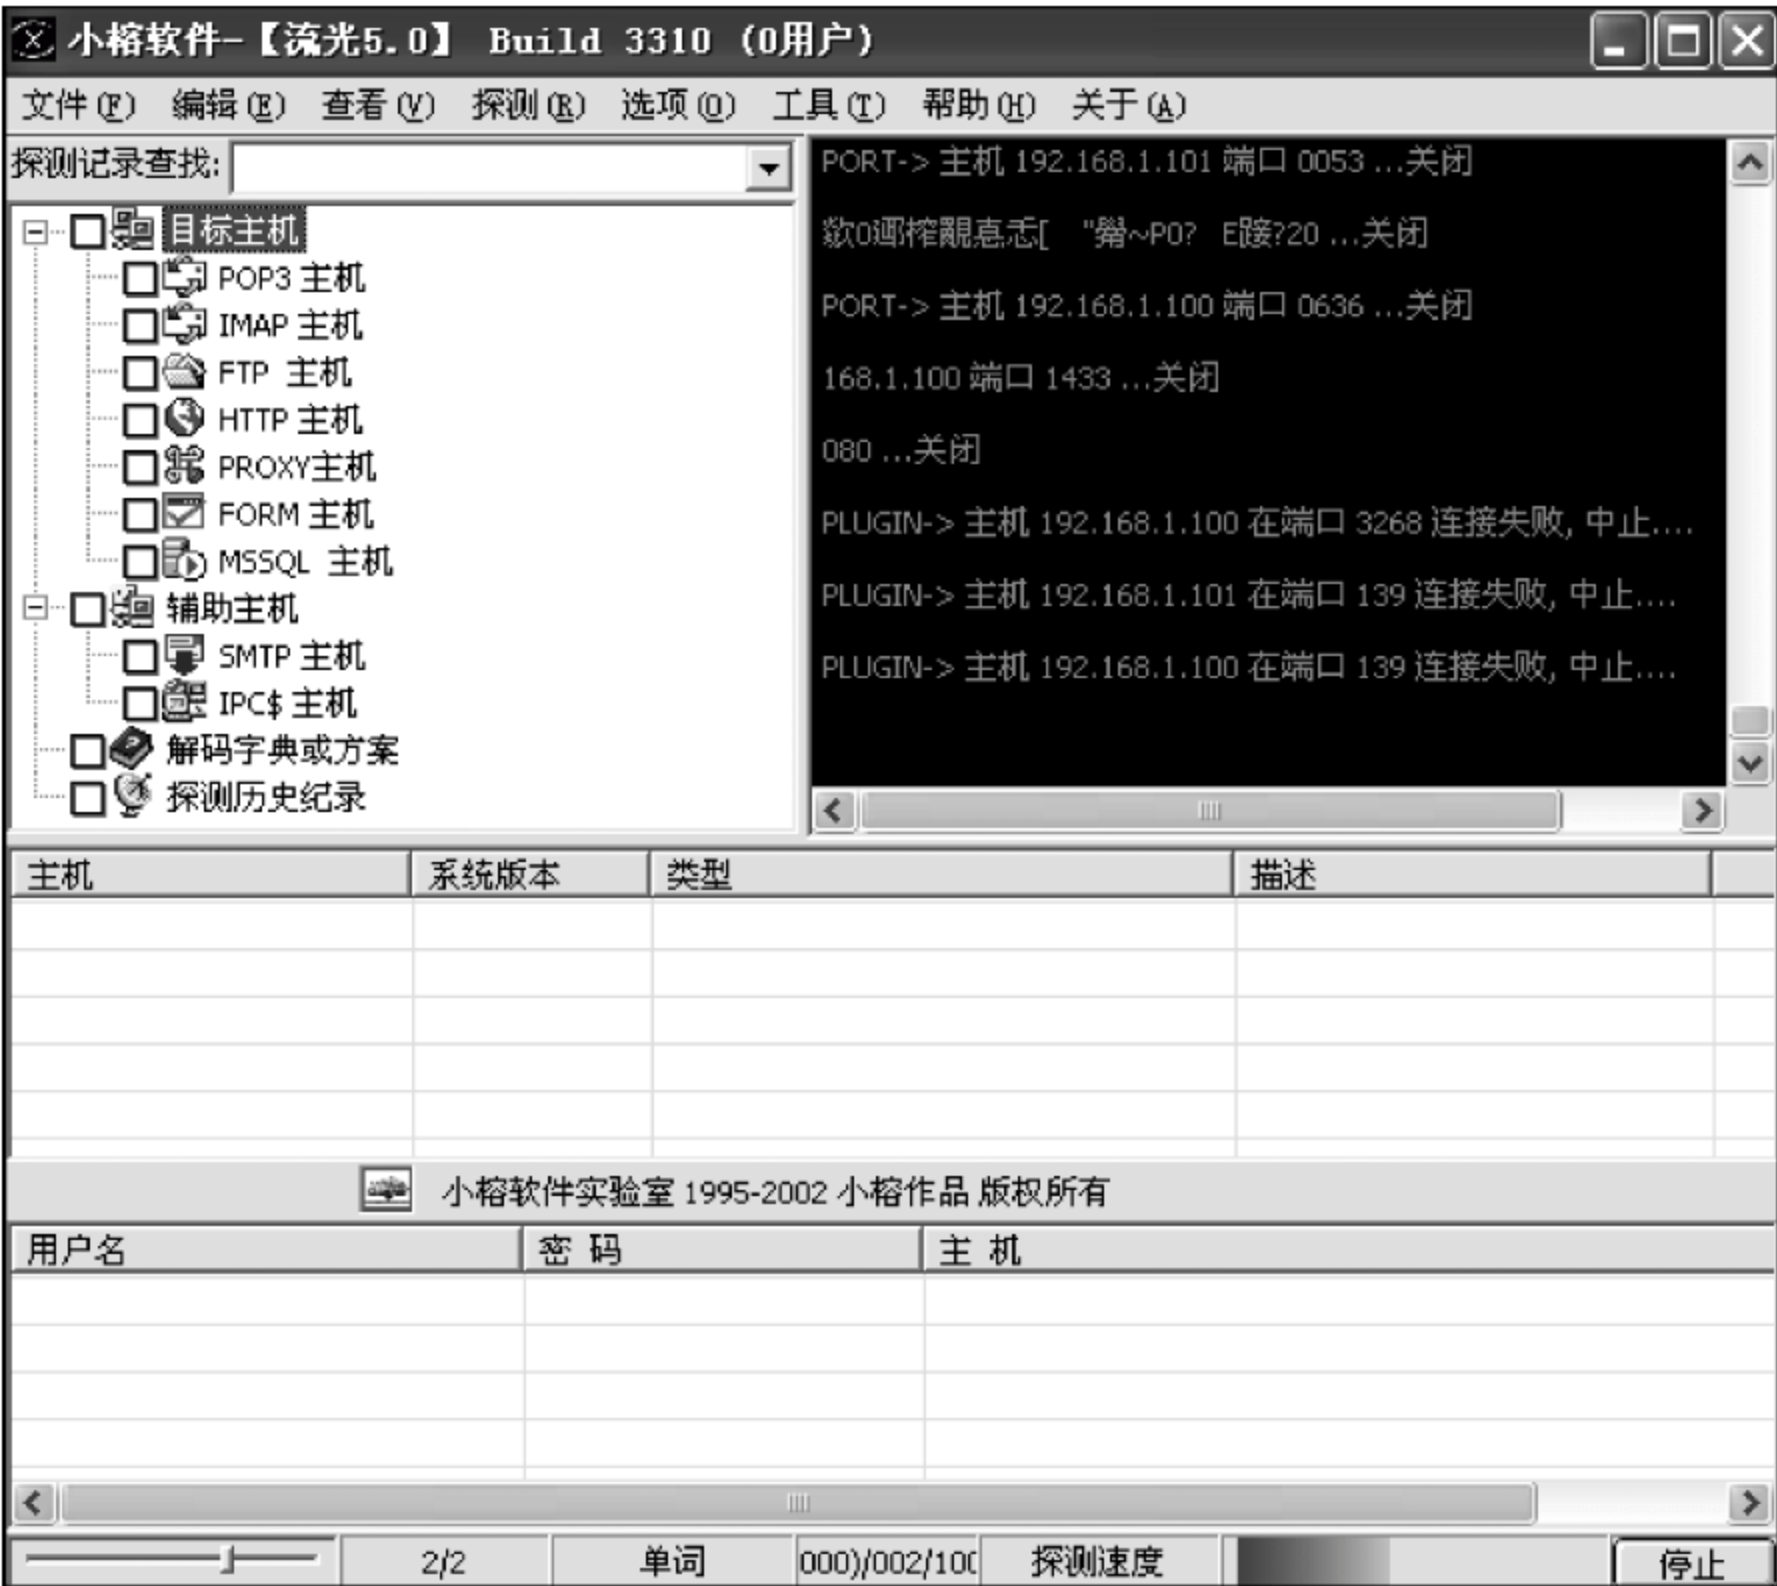 小榕软件-【流光5.0】 Build 3310 (0用户)
文件(F) 编辑(E) 查看(V) 探测(R) 选项(O) 工具(T) 帮助(H) 关于(A)
探测记录查找:
目标主机
POP3 主机
IMAP 主机
FTP 主机
HTTP 主机
PROXY主机
FORM 主机
MSSQL 主机
辅助主机
SMTP 主机
IPC$ 主机
解码字典或方案
探测历史纪录
PORT-> 主机 192.168.1.101 端口 0053 ...关闭
~P0? E踥?20 ...关闭
PORT-> 主机 192.168.1.100 端口 0636 ...关闭
168.1.100 端口 1433 ...关闭
080 ...关闭
PLUGIN-> 主机 192.168.1.100 在端口 3268 连接失败, 中止....
PLUGIN-> 主机 192.168.1.101 在端口 139 连接失败, 中止....
PLUGIN-> 主机 192.168.1.100 在端口 139 连接失败, 中止....
主机 系统版本 类型 描述
小榕软件实验室 1995-2002 小榕作品 版权所有
用户名 密 码 主 机
2/2 单词 000)/002/100 探测速度 停止